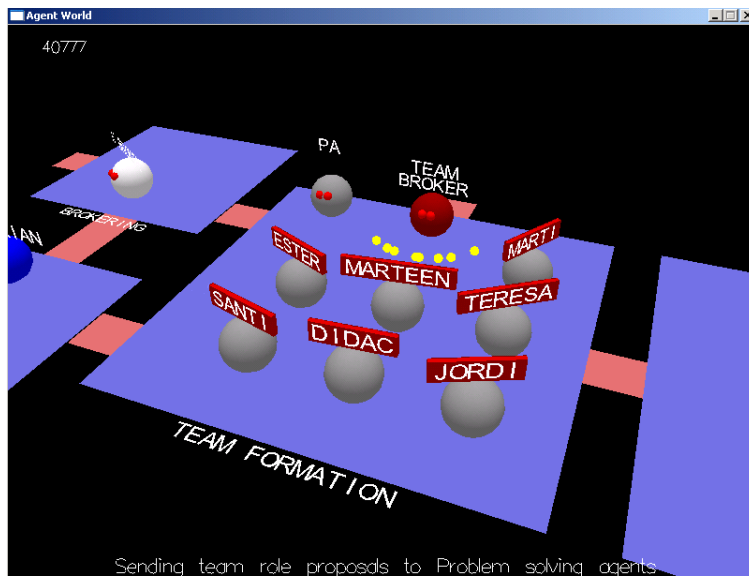 Agent World
40777
PA
TEAM
BROKER
BROKERING
IAN
ESTER
MARTEEN
MARTI
SANTI
DIDAC
TERESA
JORDI
TEAM FORMATION
Sending team role proposals to Problem solving agents